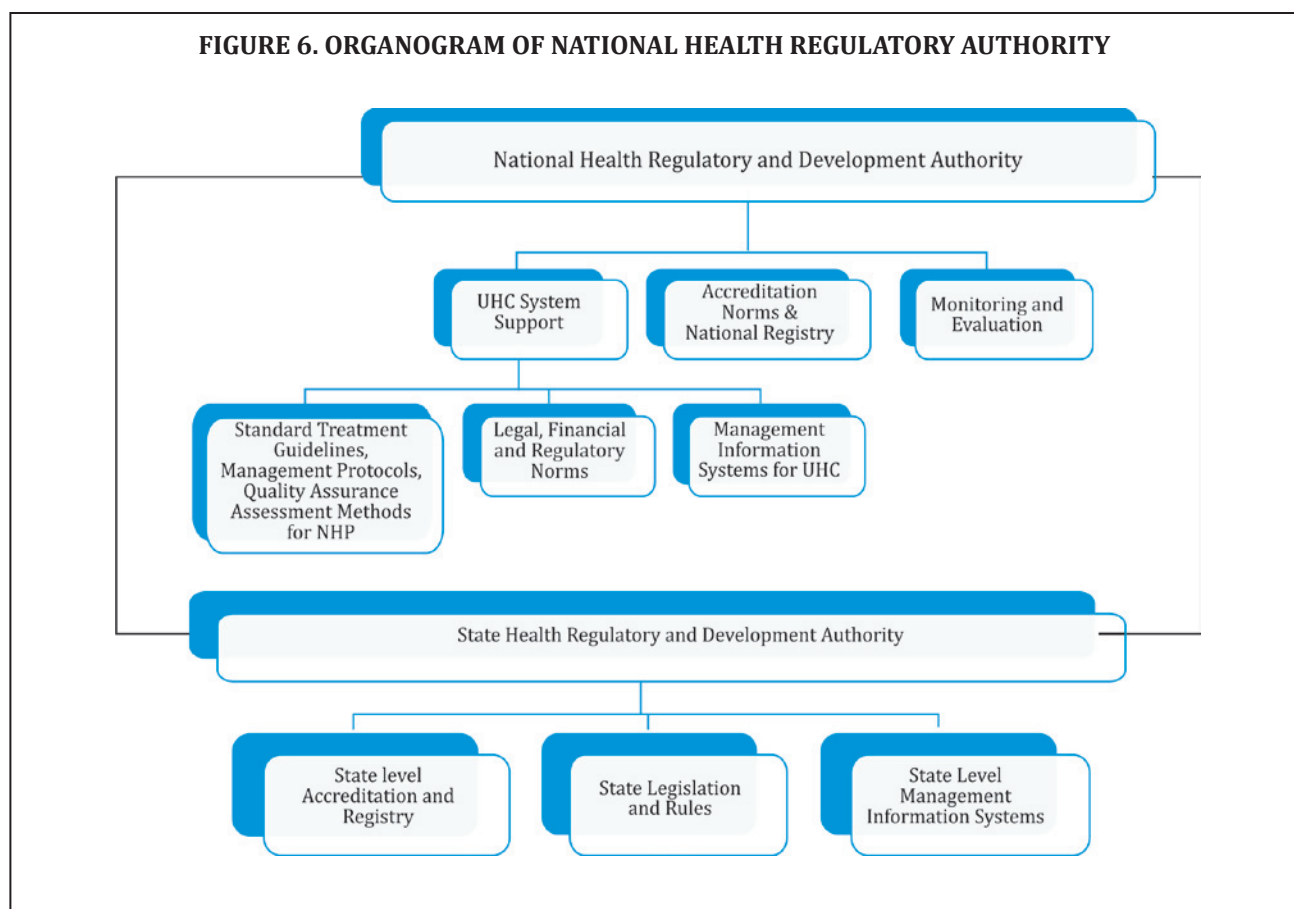 FIGURE 6. ORGANOGRAM OF NATIONAL HEALTH REGULATORY AUTHORITY
National Health Regulatory and Development Authority
UHC System
Support
Accreditation
Norms &
National Registry
Monitoring and
Evaluation
Standard Treatment
Guidelines,
Management Protocols,
Quality Assurance
Assessment Methods
for NHP
Legal, Financial
and Regulatory
Norms
Management
Information
Systems for UHC
State Health Regulatory and Development Authority
State level
Accreditation and
Registry
State Legislation
and Rules
State Level
Management
Information Systems